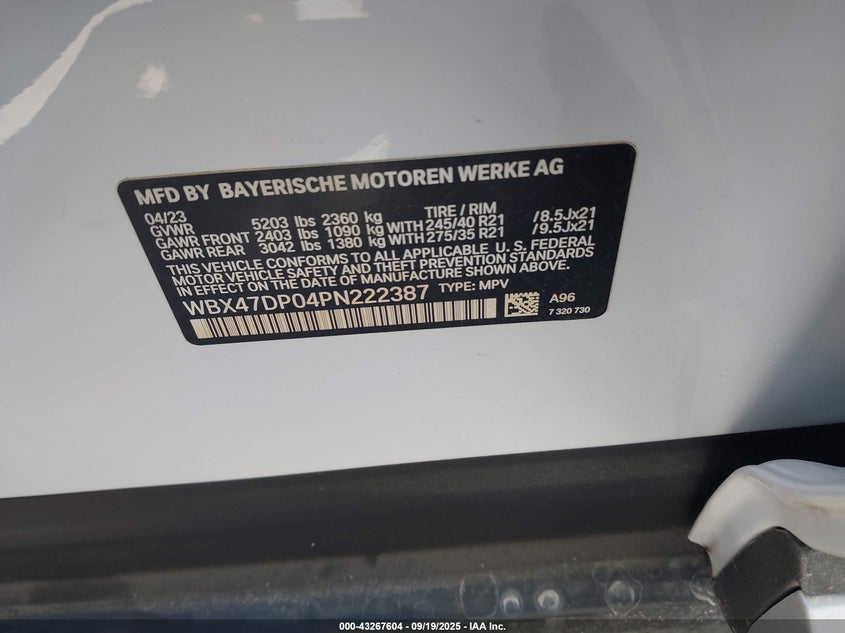 MFD BY BAYERISCHE MOTOREN WERKE AG
04/23 TIRE / RIM
GVWR 5203 lbs 2360 kg
GAWR FRONT 2403 lbs 1090 kg WITH 245/40 R21 /8.5Jx21
GAWR REAR 3042 lbs 1380 kg WITH 275/35 R21 /9.5Jx21
THIS VEHICLE CONFORMS TO ALL APPLICABLE U.S. FEDERAL
MOTOR VEHICLE SAFETY AND THEFT PREVENTION STANDARDS
IN EFFECT ON THE DATE OF MANUFACTURE SHOWN ABOVE.
WBX47DP04PN222387 TYPE: MPV
A96
7 320 730
000-43267604 - 09/19/2025 - IAA Inc.